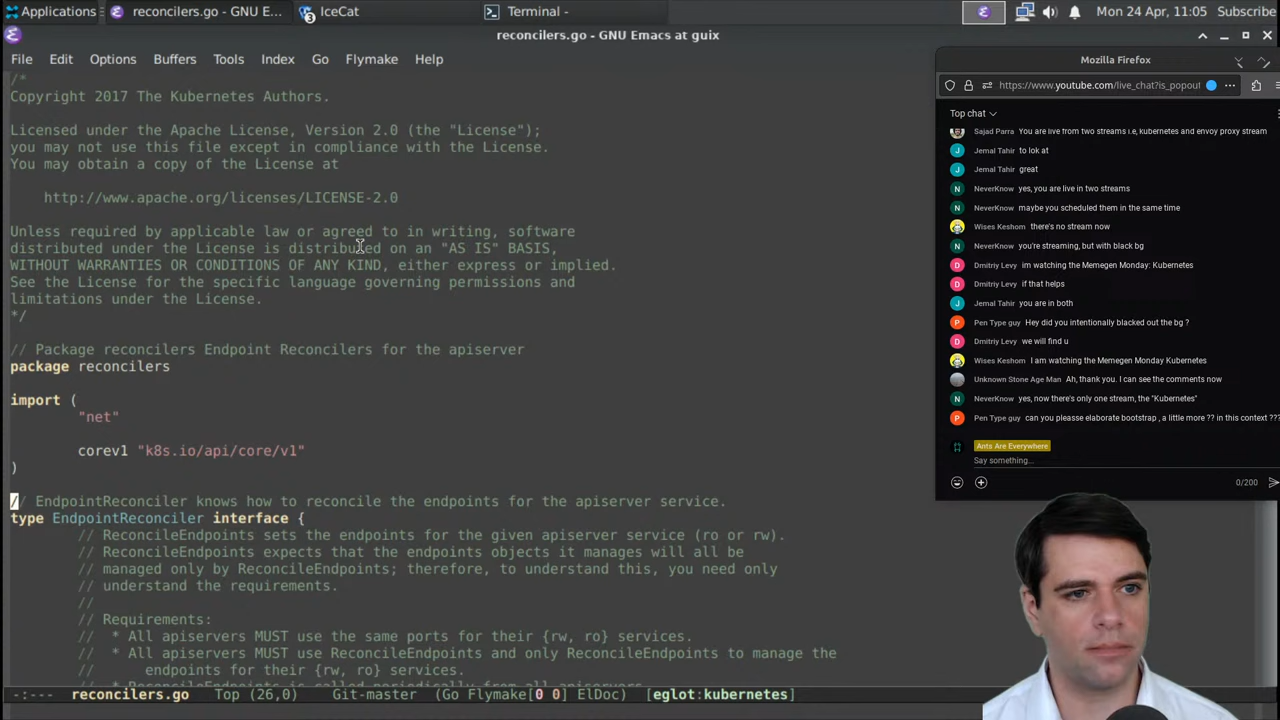 Applications
reconcilers.go - GNU E...
3
IceCat
Terminal -
Mon 24 Apr, 11:05
Subscribe
reconcilers.go - GNU Emacs at guix
File Edit Options Buffers Tools Index Go Flymake Help
/*
Copyright 2017 The Kubernetes Authors.
Licensed under the Apache License, Version 2.0 (the "License");
you may not use this file except in compliance with the License.
You may obtain a copy of the License at
http://www.apache.org/licenses/LICENSE-2.0
Unless required by applicable law or agreed to in writing, software
distributed under the License is distributed on an "AS IS" BASIS,
WITHOUT WARRANTIES OR CONDITIONS OF ANY KIND, either express or implied.
See the License for the specific language governing permissions and
limitations under the License.
*/
// Package reconcilers Endpoint Reconcilers for the apiserver
package reconcilers
import (
"net"
corev1 "k8s.io/api/core/v1"
)
// EndpointReconciler knows how to reconcile the endpoints for the apiserver service.
type EndpointReconciler interface {
// ReconcileEndpoints sets the endpoints for the given apiserver service (ro or rw).
// ReconcileEndpoints expects that the endpoints objects it manages will all be
// managed only by ReconcileEndpoints; therefore, to understand this, you need only
// understand the requirements.
//
// Requirements:
// * All apiservers MUST use the same ports for their {rw, ro} services.
// * All apiservers MUST use ReconcileEndpoints and only ReconcileEndpoints to manage the
// endpoints for their {rw, ro} services.
// * ReconcileEndpoints is called periodically from all apiservers.
-:--- reconcilers.go Top (26,0) Git-master (Go Flymake[0 0] ElDoc) [eglot:kubernetes]
Mozilla Firefox
https://www.youtube.com/live_chat?is_popout
Top chat
Sajad Parra You are live from two streams i.e, kubernetes and envoy proxy stream
J Jemal Tahir to lok at
J Jemal Tahir great
N NeverKnow yes, you are live in two streams
N NeverKnow maybe you scheduled them in the same time
Wises Keshom there's no stream now
N NeverKnow you're streaming, but with black bg
D Dmitriy Levy im watching the Memegen Monday: Kubernetes
D Dmitriy Levy if that helps
J Jemal Tahir you are in both
P Pen Type guy Hey did you intentionally blacked out the bg ?
D Dmitriy Levy we will find u
Wises Keshom I am watching the Memegen Monday Kubernetes
Unknown Stone Age Man Ah, thank you. I can see the comments now
N NeverKnow yes, now there's only one stream, the "Kubernetes"
P Pen Type guy can you pleasse elaborate bootstrap , a little more ?? in this context ???
Ants Are Everywhere
Say something...
0/200